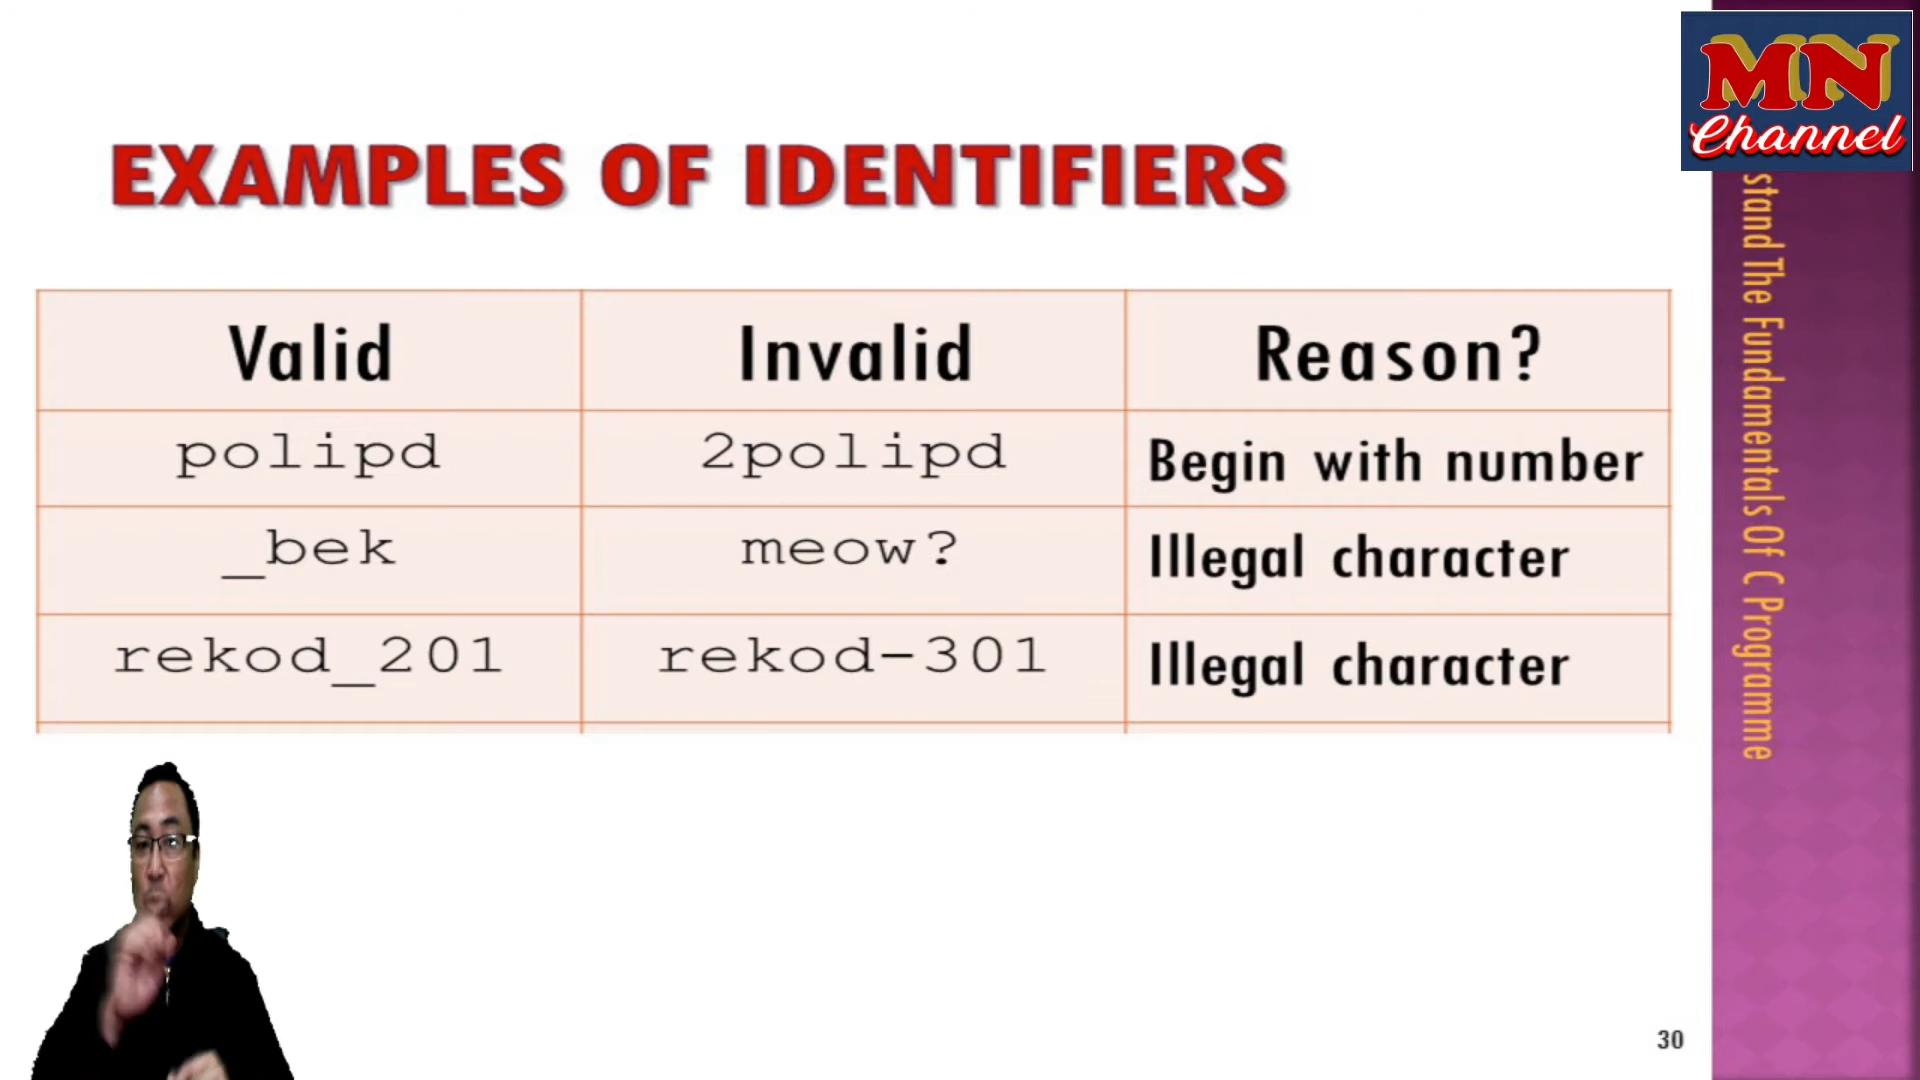 MN
Channel
EXAMPLES OF IDENTIFIERS
Valid Invalid Reason?
polipd 2polipd Begin with number
_bek meow? Illegal character
rekod_201 rekod-301 Illegal character
stand The Fundamentals Of C Programme
30